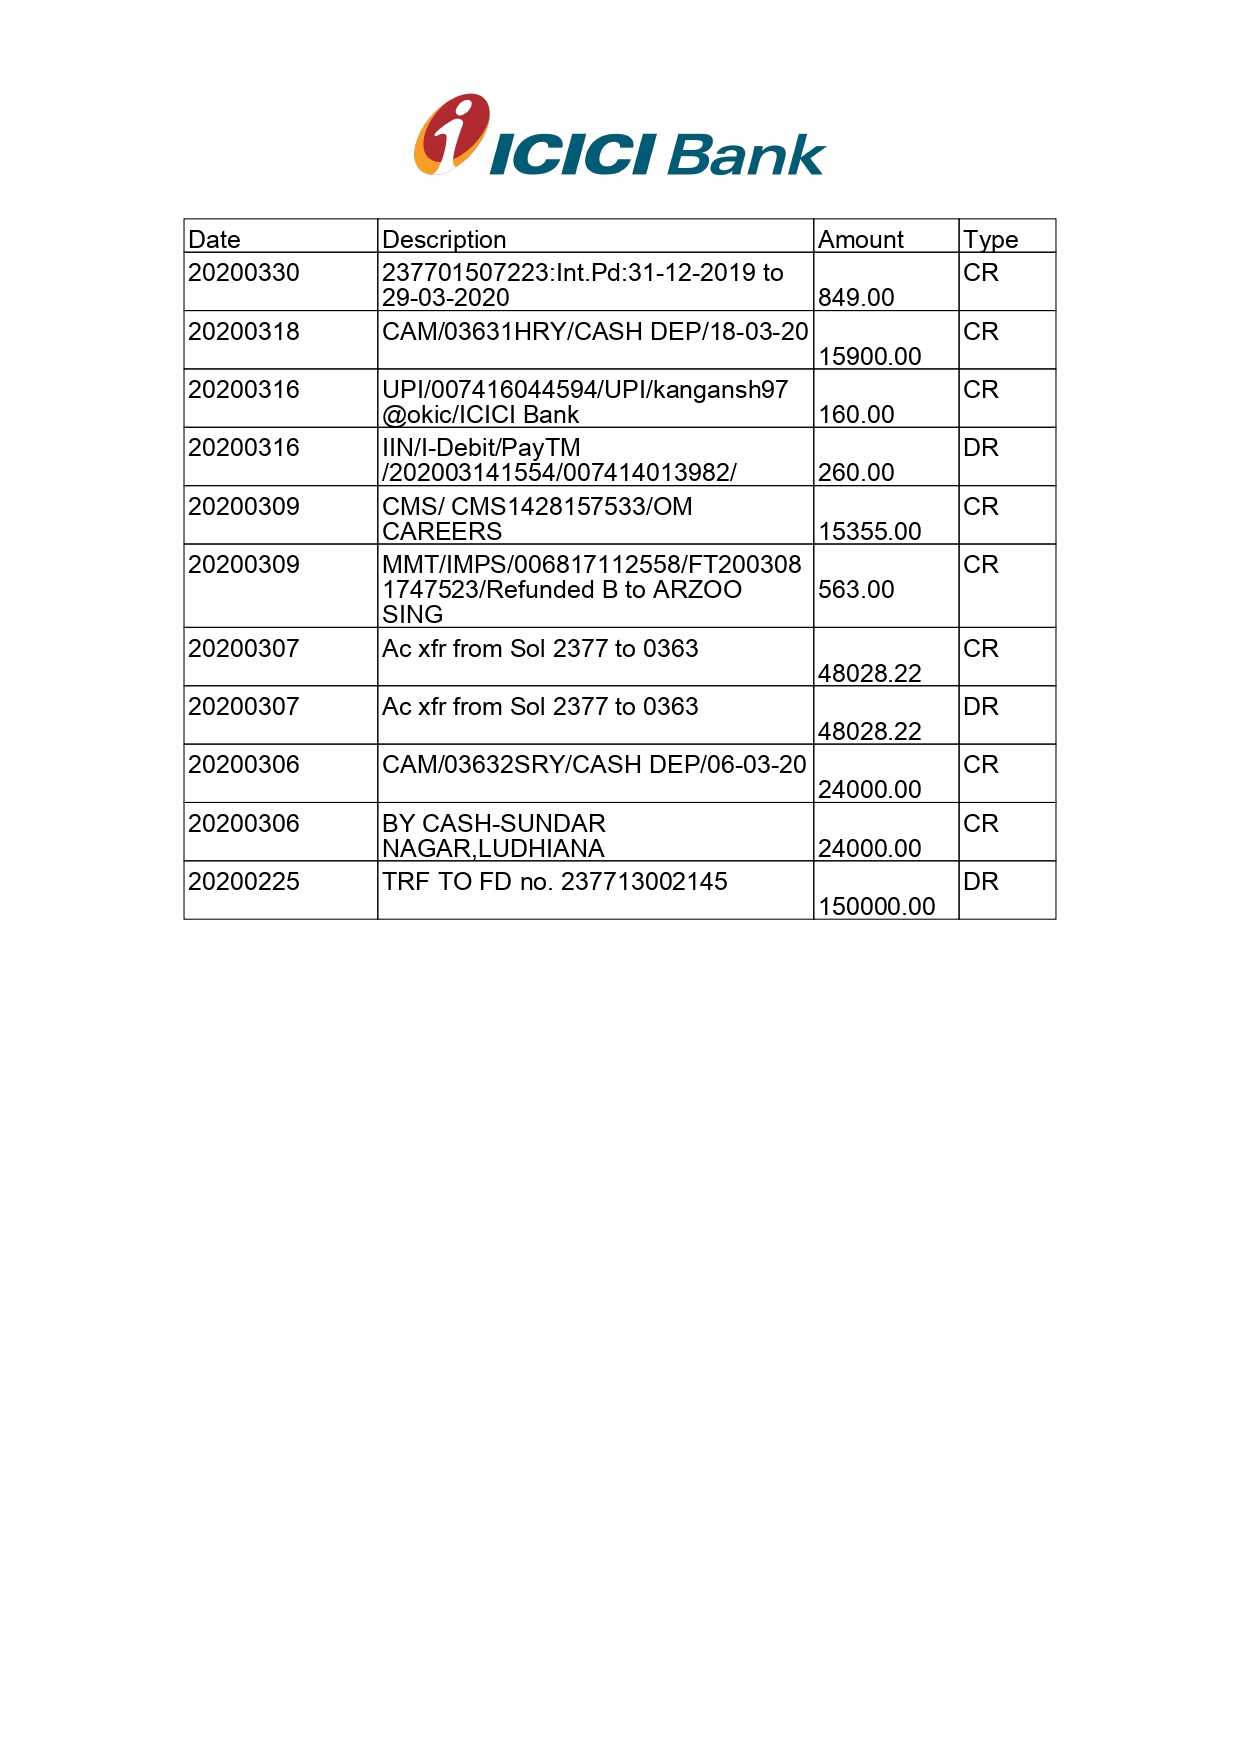 i ICICI Bank
Date Description Amount Type
20200330 237701507223:Int.Pd:31-12-2019 to CR
29-03-2020 849.00
20200318 CAM/03631HRY/CASH DEP/18-03-20 CR
15900.00
20200316 UPI/007416044594/UPI/kangansh97 CR
@okic/ICICI Bank 160.00
20200316 IIN/I-Debit/PayTM DR
/202003141554/007414013982/ 260.00
20200309 CMS/ CMS1428157533/OM CR
CAREERS 15355.00
20200309 MMT/IMPS/006817112558/FT200308 CR
1747523/Refunded B to ARZOO 563.00
SING
20200307 Ac xfr from Sol 2377 to 0363 CR
48028.22
20200307 Ac xfr from Sol 2377 to 0363 DR
48028.22
20200306 CAM/03632SRY/CASH DEP/06-03-20 CR
24000.00
20200306 BY CASH-SUNDAR CR
NAGAR,LUDHIANA 24000.00
20200225 TRF TO FD no. 237713002145 DR
150000.00